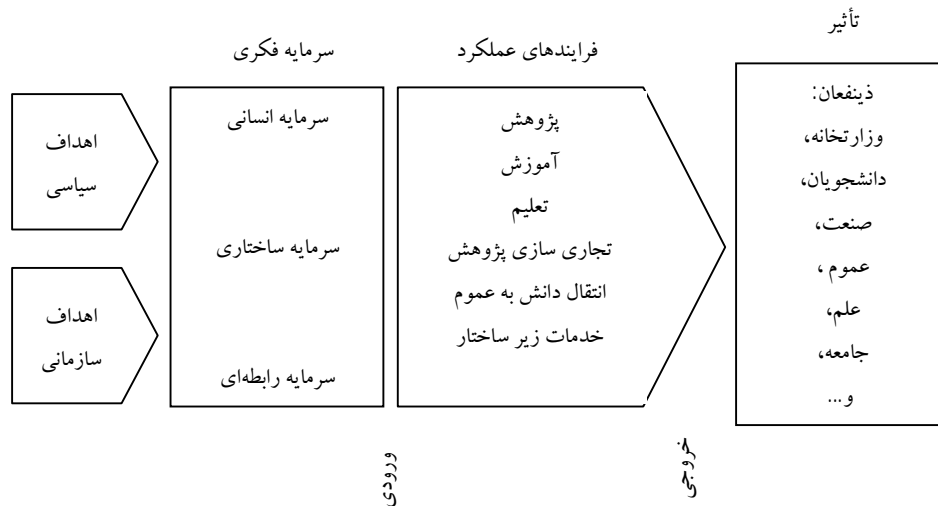 تأثیر
فرایندهای عملکرد
سرمایه فکری
اهداف
سیاسی
اهداف
سازمانی
سرمایه انسانی
سرمایه ساختاری
سرمایه رابطه‌ای
پژوهش
آموزش
تعلیم
تجاری سازی پژوهش
انتقال دانش به عموم
خدمات زیر ساختار
ذینفعان:
وزارتخانه،
دانشجویان،
صنعت،
عموم ،
علم،
جامعه،
و...
ورودی
خروجی